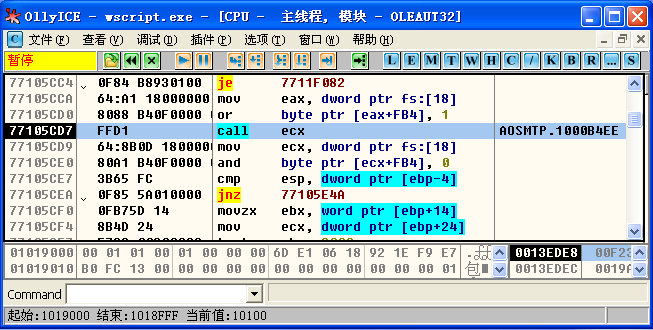 OllyICE - wscript.exe - [CPU - 主线程, 模块 - OLEAUT32]
C 文件(F) 查看(V) 调试(D) 插件(P) 选项(T) 窗口(W) 帮助(H)
暂停 L E M T W H C / K B R ... S
77105CC4 0F84 B8930100 je 7711F082
77105CCA 64:A1 18000000 mov eax, dword ptr fs:[18]
77105CD0 8088 B40F0000 or byte ptr [eax+FB4], 1
77105CD7 FFD1 call ecx AOSMTP.1000B4EE
77105CD9 64:8B0D 1800000 mov ecx, dword ptr fs:[18]
77105CE0 80A1 B40F0000 and byte ptr [ecx+FB4], 0
77105CE7 3B65 FC cmp esp, dword ptr [ebp-4]
77105CEA 0F85 5A010000 jnz 77105E4A
77105CF0 0FB75D 14 movzx ebx, word ptr [ebp+14]
77105CF4 8B4D 24 mov ecx, dword ptr [ebp+24]
01019000 00 01 01 00 01 00 00 00 6D E1 06 18 92 1E F9 E7 0013EDE8 00F23
01019010 B0 FC 13 00 00 00 00 00 00 00 00 00 00 00 00 00 0013EDEC 0019A
Command
起始:1019000 结束:1018FFF 当前值:10100